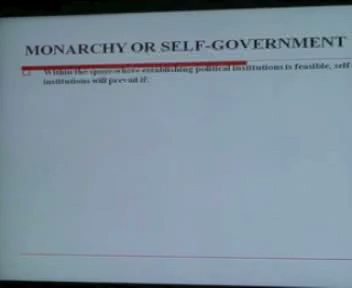 MONARCHY OR SELF-GOVERNMENT
Within the space where establishing political institutions is feasible, self
institutions will prevail if: